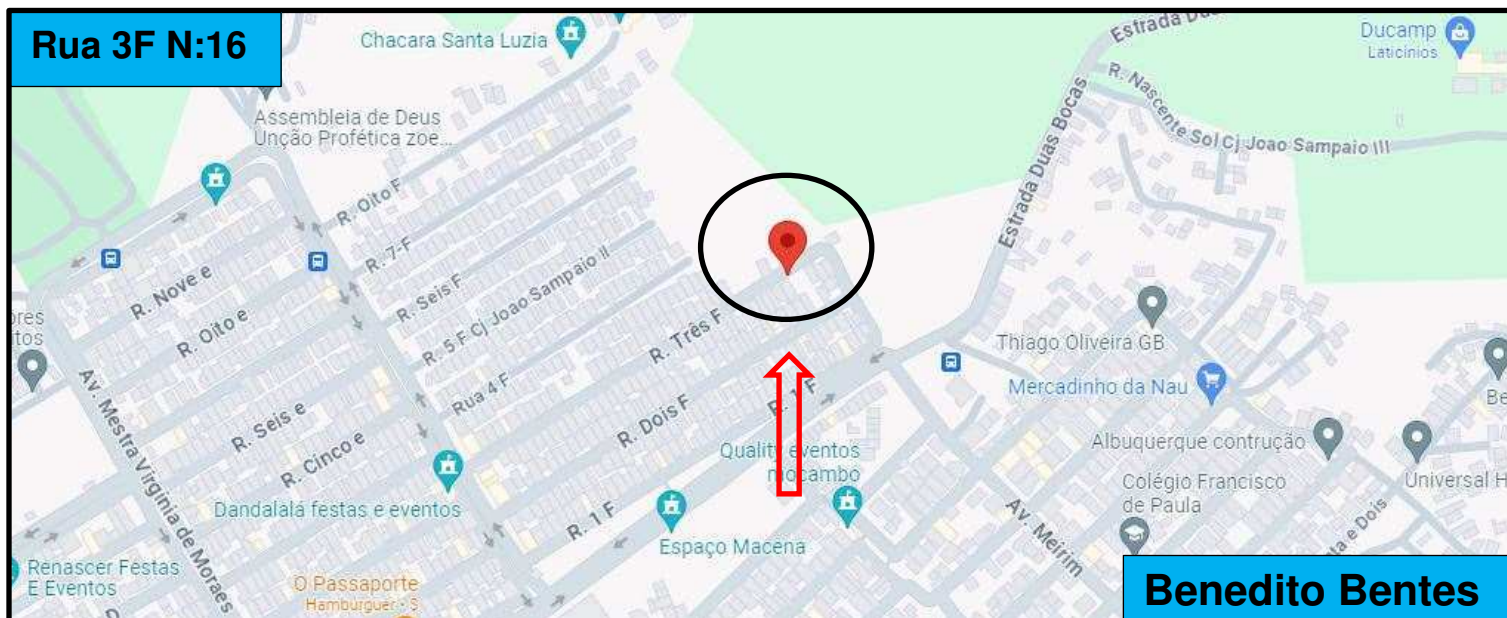 Rua 3F N:16
Chacara Santa Luzia
Estrada Duas
Ducamp
Laticínios
Assembleia de Deus
Unção Profética zoe...
R. Nascente Sol Cj Joao Sampaio III
Estrada Duas Bocas
R. Oito F
R. 7-F
R. Nove e
R. Seis F
R. Oito e
R. 5 F Cj Joao Sampaio II
R. Três F
Rua 4 F
Thiago Oliveira GB
Mercadinho da Nau
Av. Mestra Virginia de Moraes
R. Seis e
R. Dois F
R. 1 F
R. Cinco e
Albuquerque contrução
Quality eventos
mocambo
Colégio Francisco
de Paula
Universal H
Dandalalá festas e eventos
R. 1 F
Av. Meirim
Espaço Macena
Renascer Festas
E Eventos
O Passaporte
Hamburguer · $
e Dois
Benedito Bentes